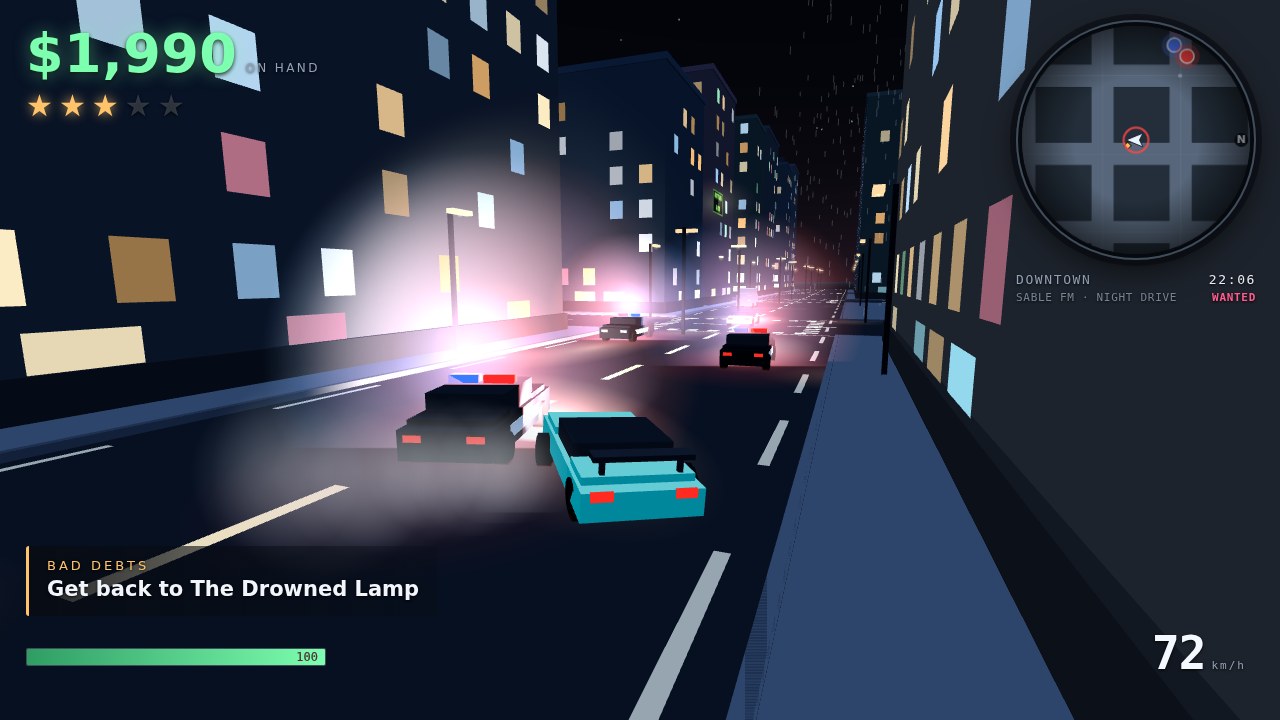 $1,990 ON HAND
N
DOWNTOWN 22:06
SABLE FM · NIGHT DRIVE WANTED
BAD DEBTS
Get back to The Drowned Lamp
100
72 km/h